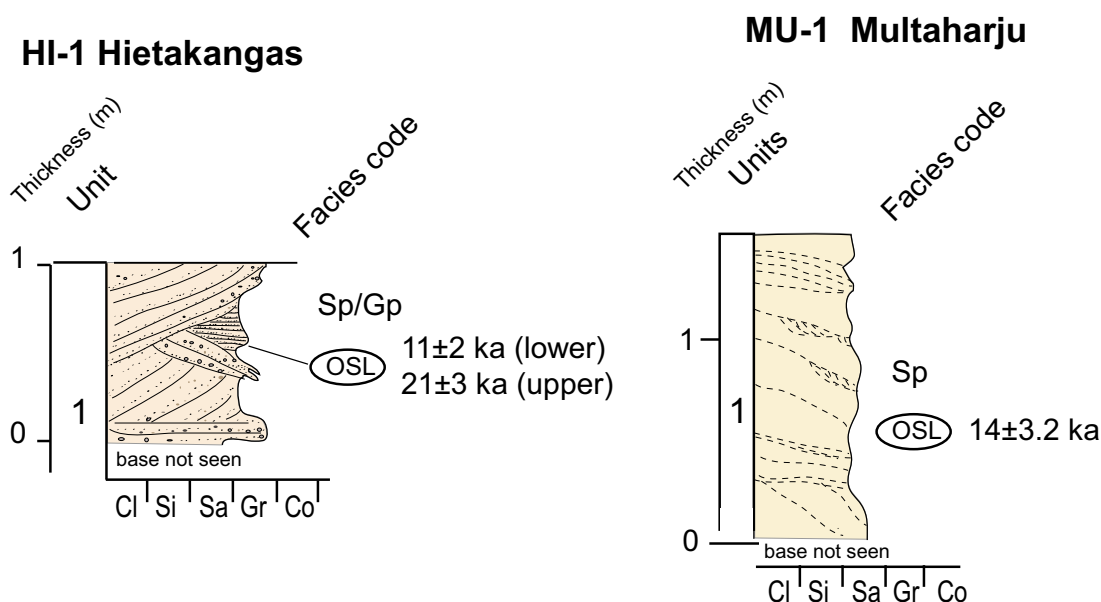 HI-1 Hietakangas
Thickness (m)
Unit
Facies code
1
0
1
Sp/Gp
OSL
11±2 ka (lower)
21±3 ka (upper)
base not seen
Cl Si Sa Gr Co
MU-1 Multaharju
Thickness (m)
Units
Facies code
1
0
1
Sp
OSL
14±3.2 ka
base not seen
Cl Si Sa Gr Co